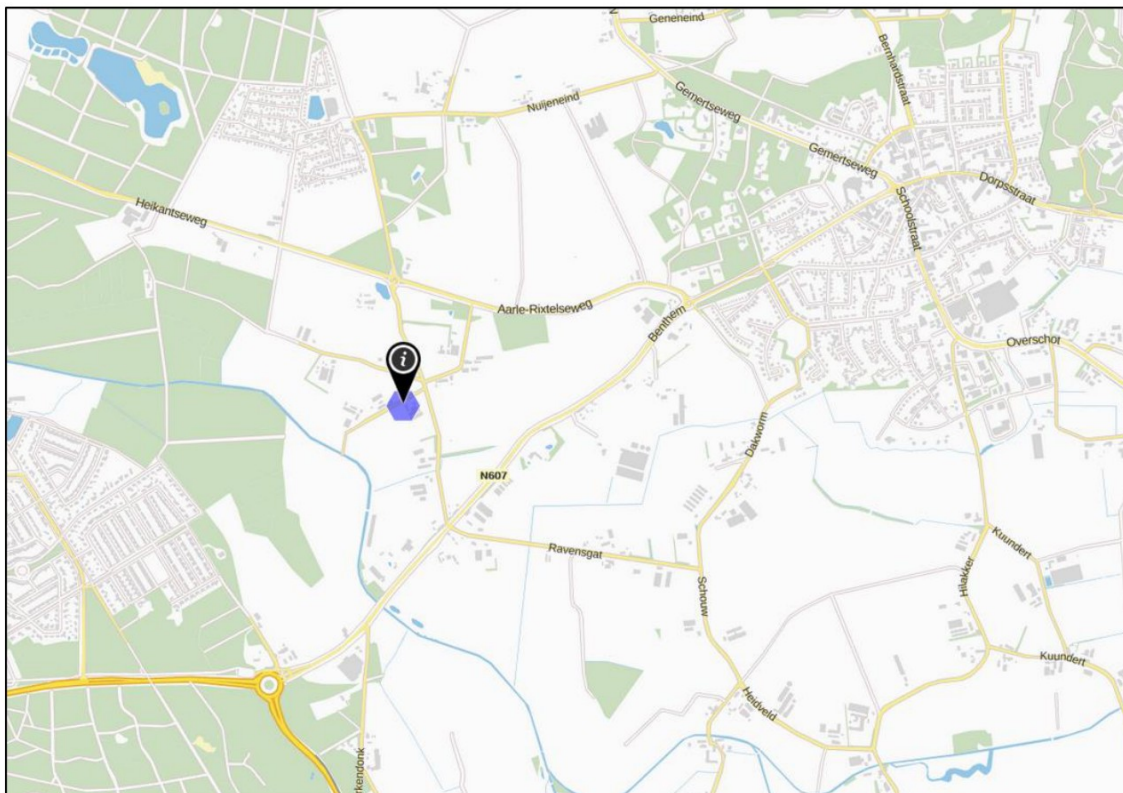 Geneneind
Bernhardstraat
Gemertseweg
Nuijeneind
Gemertseweg
Dorpsstraat
Schoolstraat
Heikantseweg
Aarle-Rixtelseweg
Benthem
Overschot
i
Dakworm
N607
Ravensgat
Kuundert
Hilakker
Schouw
Kuundert
Heidveld
rkendonk